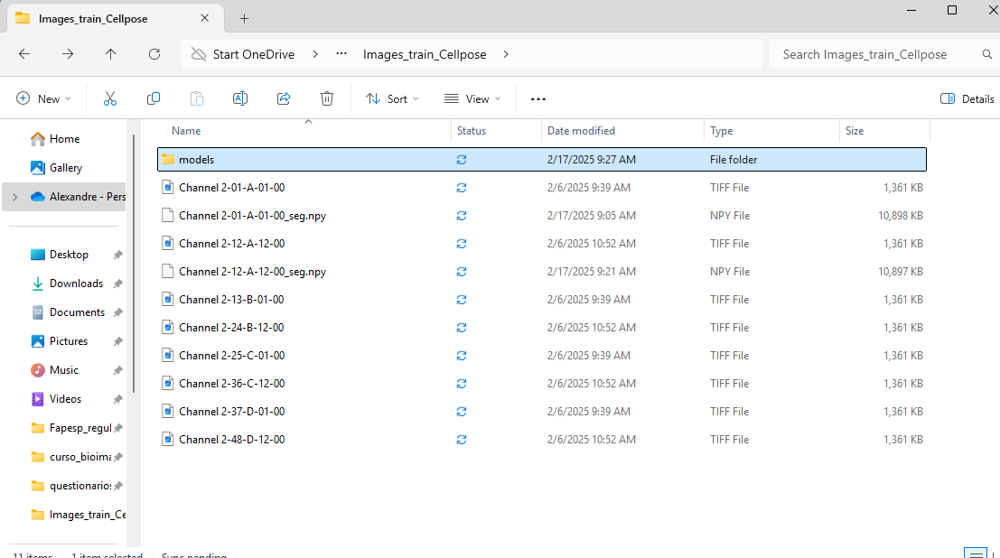 Images_train_Cellpose
Start OneDrive > ... Images_train_Cellpose > Search Images_train_Cellpose
New Sort View ... Details
Name Status Date modified Type Size
Home
Gallery
Alexandre - Pers
Desktop
Downloads
Documents
Pictures
Music
Videos
Fapesp_regul
curso_bioima
questionarios
Images_train_Ce
models 2/17/2025 9:27 AM File folder
Channel 2-01-A-01-00 2/6/2025 9:39 AM TIFF File 1,361 KB
Channel 2-01-A-01-00_seg.npy 2/17/2025 9:05 AM NPY File 10,898 KB
Channel 2-12-A-12-00 2/6/2025 10:52 AM TIFF File 1,361 KB
Channel 2-12-A-12-00_seg.npy 2/17/2025 9:21 AM NPY File 10,897 KB
Channel 2-13-B-01-00 2/6/2025 9:39 AM TIFF File 1,361 KB
Channel 2-24-B-12-00 2/6/2025 10:52 AM TIFF File 1,361 KB
Channel 2-25-C-01-00 2/6/2025 9:39 AM TIFF File 1,361 KB
Channel 2-36-C-12-00 2/6/2025 10:52 AM TIFF File 1,361 KB
Channel 2-37-D-01-00 2/6/2025 9:39 AM TIFF File 1,361 KB
Channel 2-48-D-12-00 2/6/2025 10:52 AM TIFF File 1,361 KB
11 items 1 item selected Sync pending